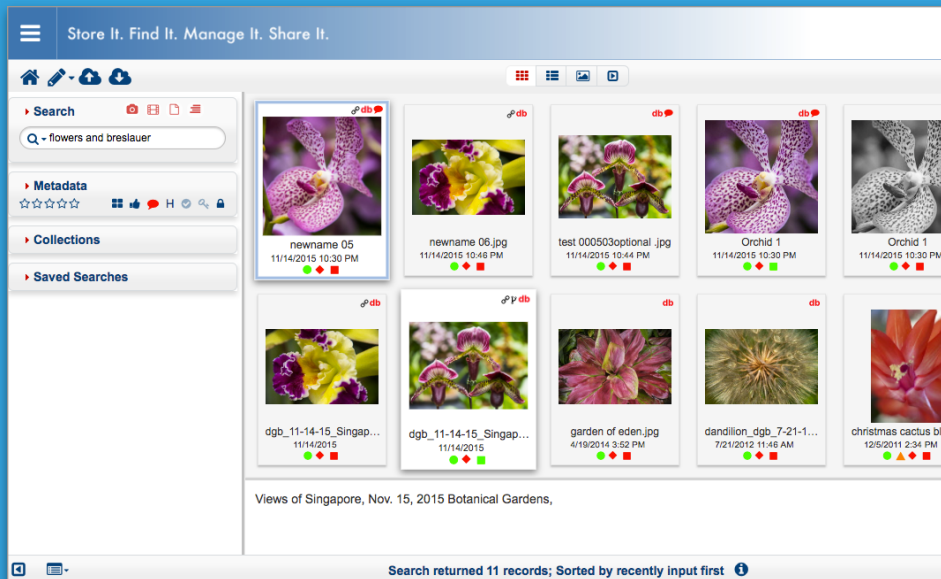 Store It. Find It. Manage It. Share It.
Search
flowers and breslauer
Metadata
H
Collections
Saved Searches
db
newname 05
11/14/2015 10:30 PM
db
newname 06.jpg
11/14/2015 10:46 PM
db
test 000503optional .jpg
11/14/2015 10:44 PM
db
Orchid 1
11/14/2015 10:30 PM
Orchid 1
11/14/2015 10:30 PM
db
dgb_11-14-15_Singap...
11/14/2015
db
dgb_11-14-15_Singap...
11/14/2015
db
garden of eden.jpg
4/19/2014 3:52 PM
db
dandilion_dgb_7-21-1...
7/21/2012 11:46 AM
christmas cactus bl
12/5/2011 2:34 PM
Views of Singapore, Nov. 15, 2015 Botanical Gardens,
Search returned 11 records; Sorted by recently input first